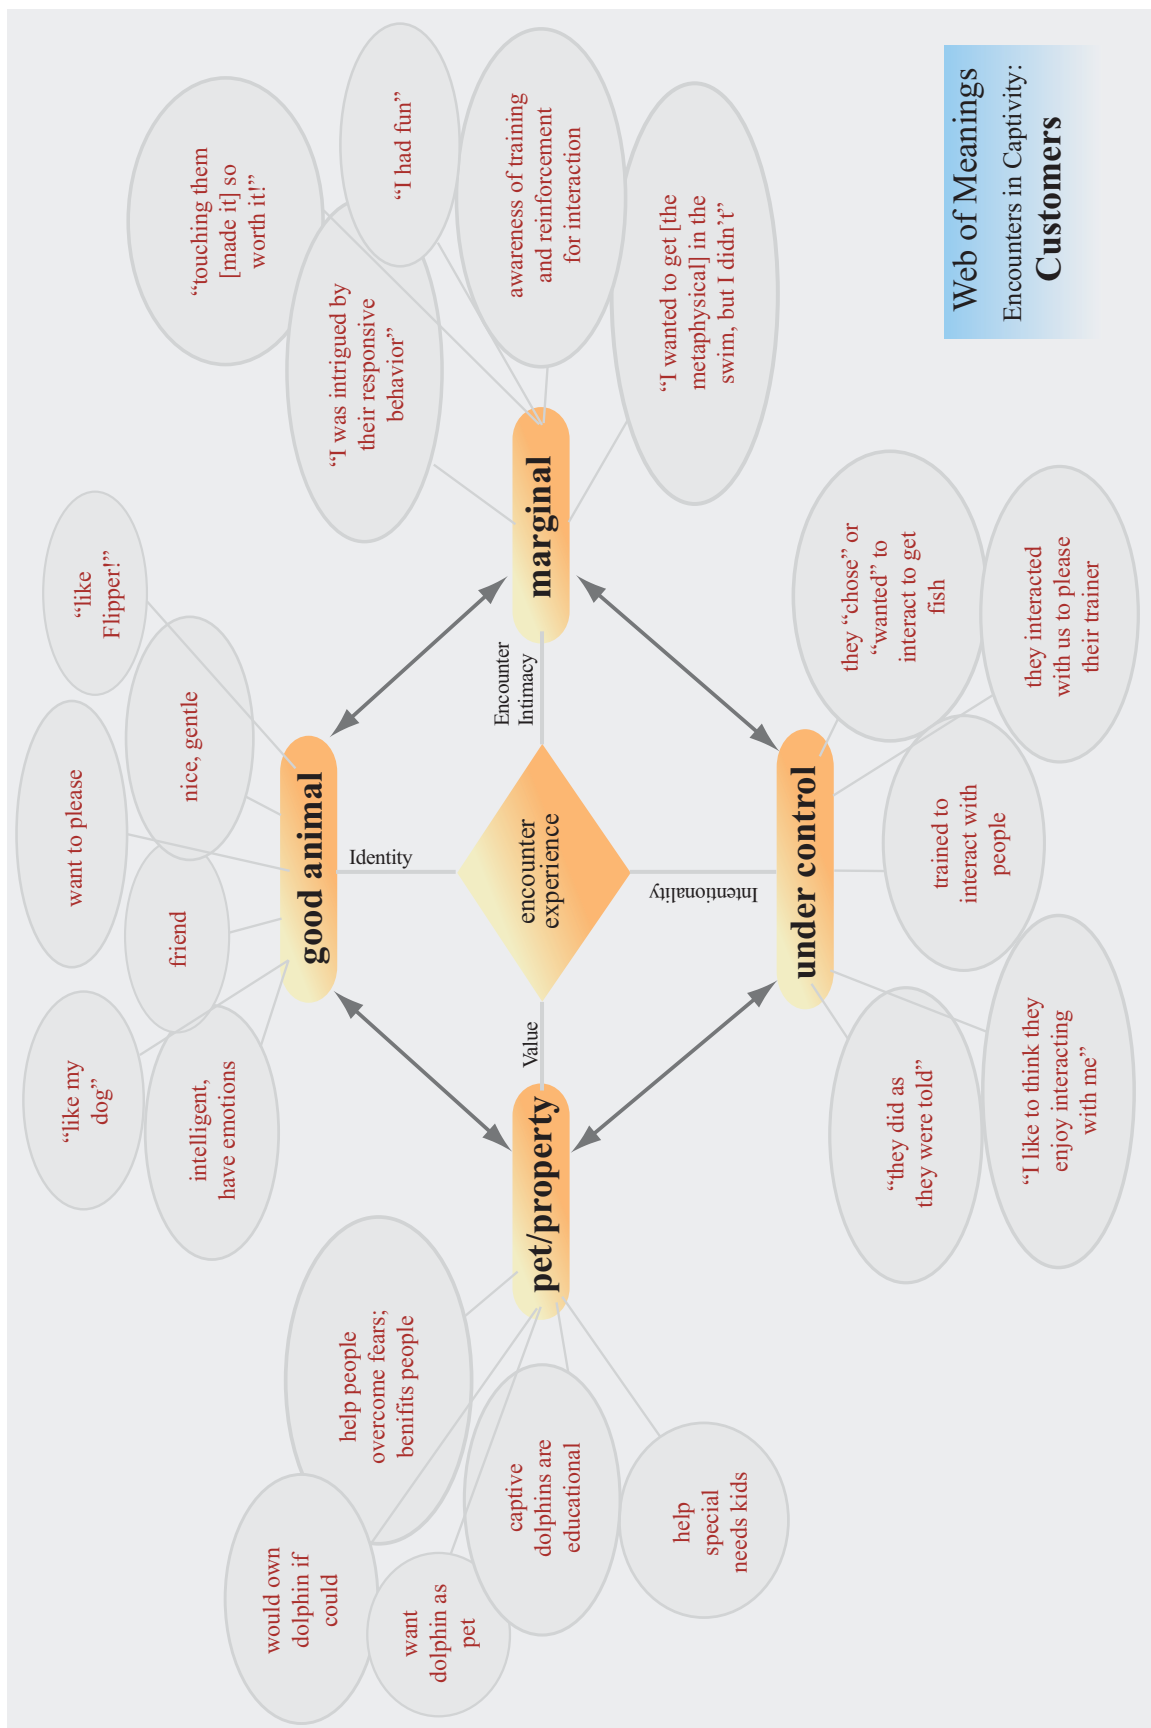 “like my
dog”
want to please
“like
Flipper!”
intelligent,
have emotions
friend
nice, gentle
“touching them
[made it] so
worth it!”
“I had fun”
good animal
“I was intrigued by
their responsive
behavior”
would own
dolphin if
could
help people
overcome fears;
benifits people
Identity
awareness of training
and reinforcement
for interaction
want
dolphin as
pet
captive
dolphins are
educational
pet/property
Value
encounter
experience
Encounter
Intimacy
marginal
help
special
needs kids
Intentionality
“I wanted to get [the
metaphysical] in the
swim, but I didn’t”
under control
“they did as
they were told”
trained to
interact with
people
they “chose” or
“wanted” to
interact to get
fish
“I like to think they
enjoy interacting
with me”
they interacted
with us to please
their trainer
Web of Meanings
Encounters in Captivity:
Customers